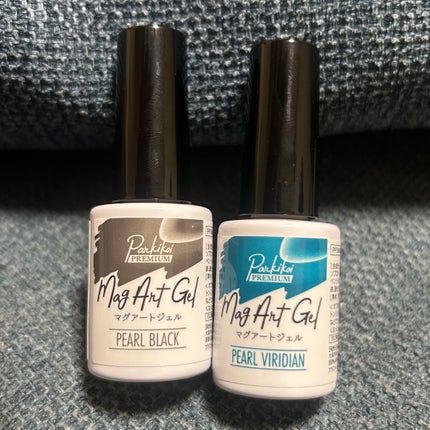 Parkikoi
PREMIUM
Mag Art Gel
マグアートジェル
PEARL BLACK
Parkikoi
PREMIUM
Mag Art Gel
マグアートジェル
PEARL VIRIDIAN